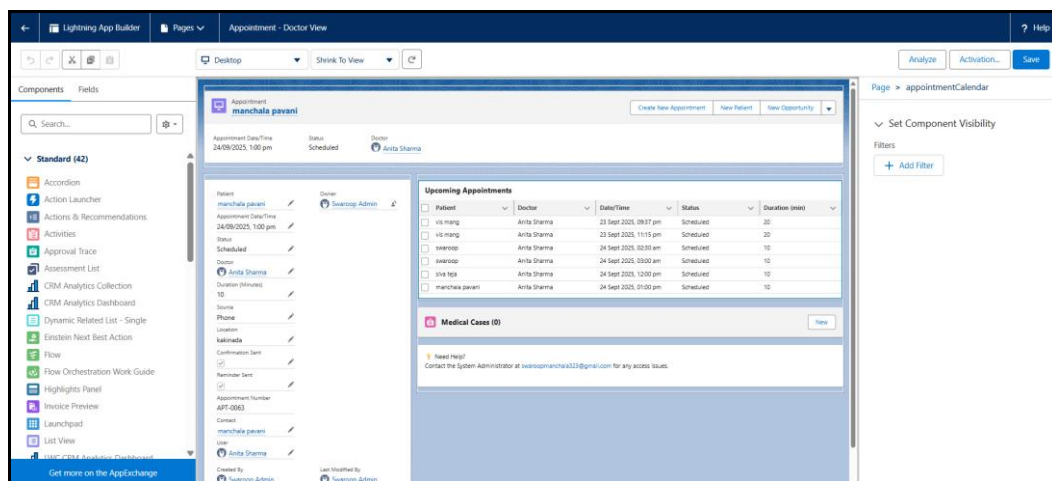 Lightning App Builder
Pages
Appointment - Doctor View
? Help
Desktop
Shrink To View
Analyze
Activation...
Save
Components
Fields
Search...
Standard (42)
Accordion
Action Launcher
Actions & Recommendations
Activities
Approval Trace
Assessment List
CRM Analytics Collection
CRM Analytics Dashboard
Dynamic Related List - Single
Einstein Next Best Action
Flow
Flow Orchestration Work Guide
Highlights Panel
Invoice Preview
Launchpad
List View
LWC CRM Analytics Dashboard
Get more on the AppExchange
Appointment
manchala pavani
Create New Appointment
New Patient
New Opportunity
Appointment Date/Time
Status
Doctor
24/09/2025, 1:00 pm
Scheduled
Anita Sharma
Patient
manchala pavani
Owner
Swaroop Admin
Appointment Date/Time
24/09/2025, 1:00 pm
Status
Scheduled
Doctor
Anita Sharma
Duration (Minutes)
10
Source
Phone
Location
kakinada
Confirmation Sent
Reminder Sent
Appointment Number
APT-0063
Contact
manchala pavani
User
Anita Sharma
Created By
Swaroop Admin
Last Modified By
Swaroop Admin
Upcoming Appointments
Patient Doctor Date/Time Status Duration (min)
vis mang Anita Sharma 23 Sept 2025, 09:37 pm Scheduled 20
vis mang Anita Sharma 23 Sept 2025, 11:15 pm Scheduled 20
swaroop Anita Sharma 24 Sept 2025, 02:30 am Scheduled 10
swaroop Anita Sharma 24 Sept 2025, 03:00 am Scheduled 10
siva teja Anita Sharma 24 Sept 2025, 12:00 pm Scheduled 10
manchala pavani Anita Sharma 24 Sept 2025, 01:00 pm Scheduled 10
Medical Cases (0)
New
Need Help?
Contact the System Administrator at swaroopmanchala323@gmail.com for any access issues.
Page > appointmentCalendar
Set Component Visibility
Filters
+ Add Filter